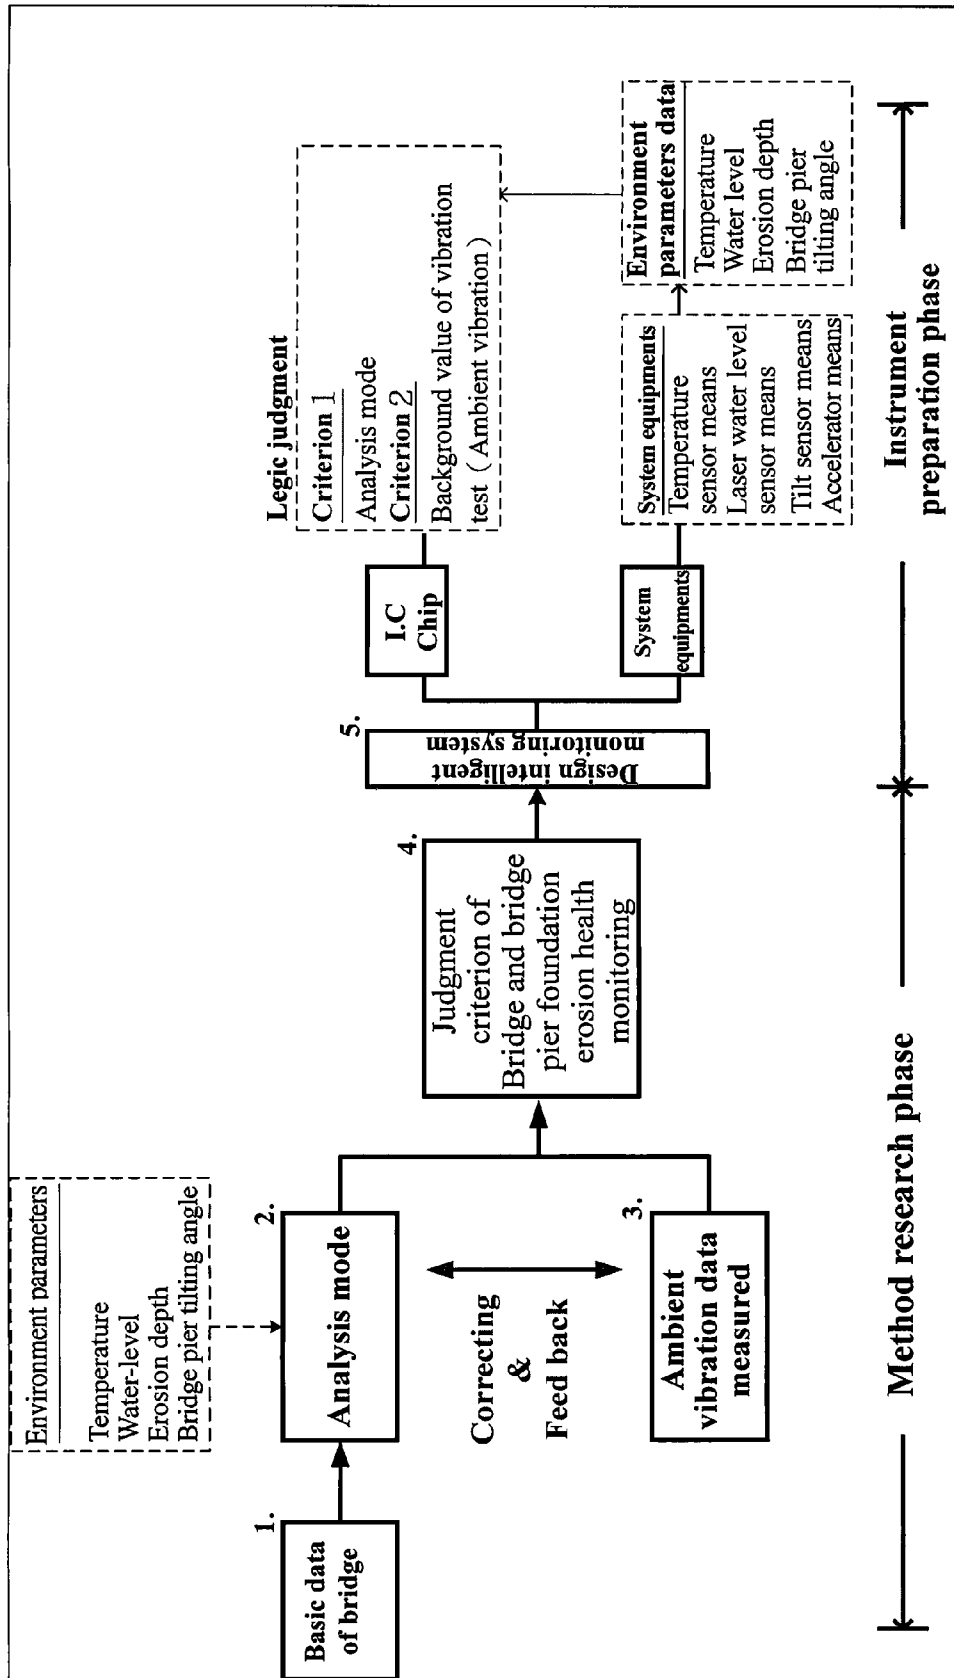 Environment parameters
Temperature
Water-level
Erosion depth
Bridge pier tilting angle
1.
Basic data
of bridge
2.
Analysis mode
Correcting
&
Feed back
3.
Ambient
vibration data
measured
4.
Judgment
criterion of
Bridge and bridge
pier foundation
erosion health
monitoring
5.
Design intelligent
monitoring system
I.C
Chip
System
equipments
Legic judgment
Criterion 1
Analysis mode
Criterion 2
Background value of vibration
test ( Ambient vibration )
System equipments
Temperature
sensor means
Laser water level
sensor means
Tilt sensor means
Accelerator means
Environment
parameters data
Temperature
Water level
Erosion depth
Bridge pier
tilting angle
Method research phase
Instrument
preparation phase